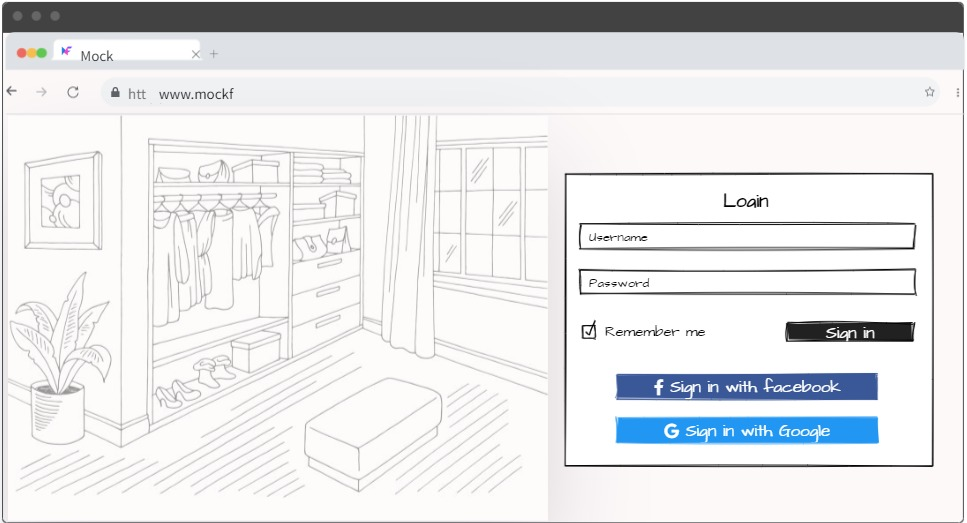 Mock
htt www.mockf
Login
Username
Password
Remember me
Sign in
Sign in with facebook
Sign in with Google